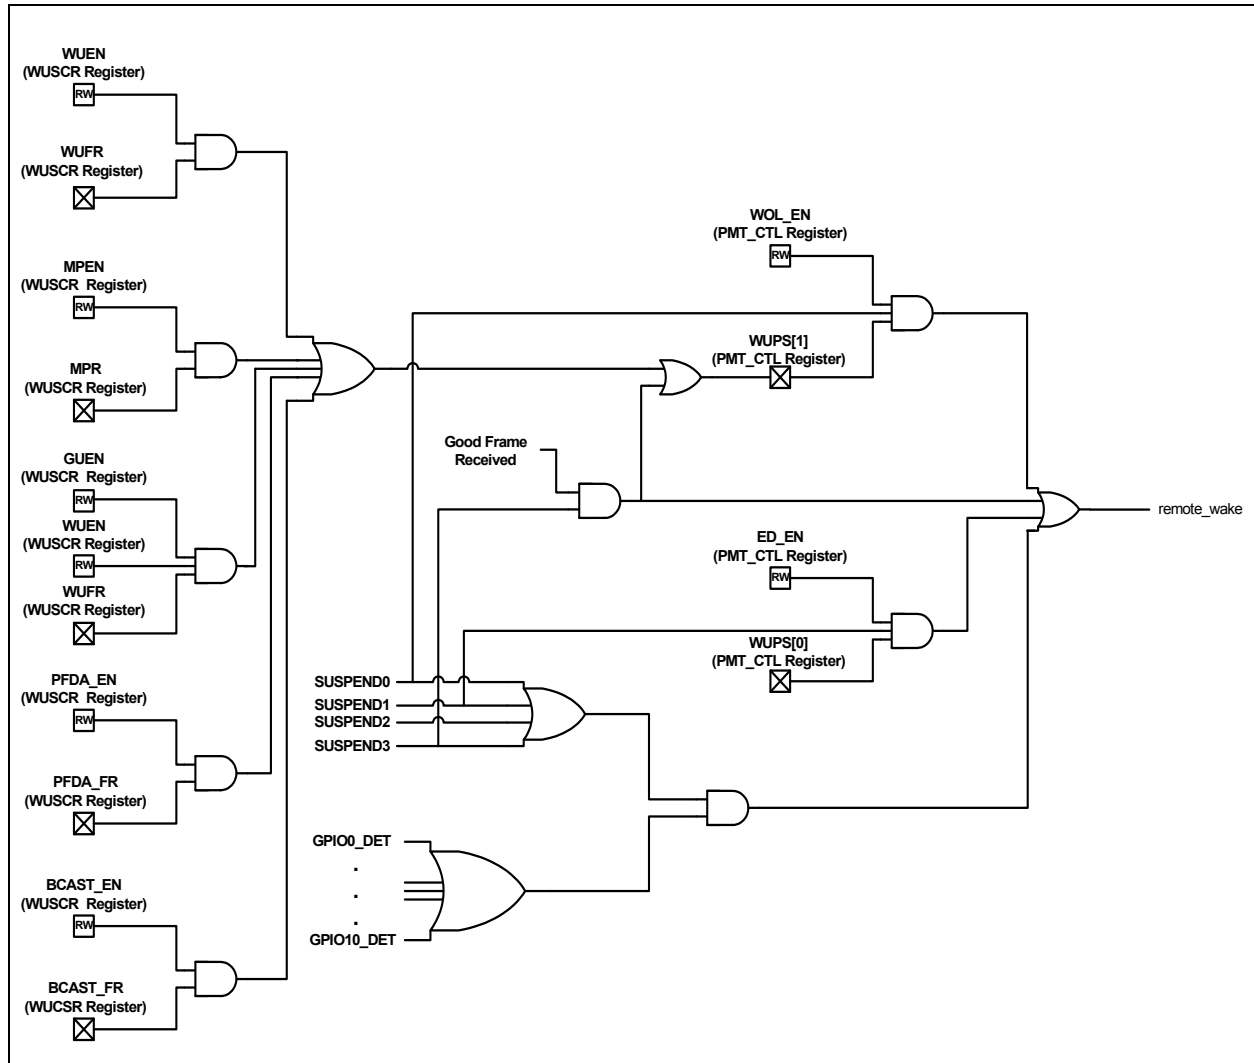 WUEN
(WUSCR Register)
RW
WUFR
(WUSCR Register)
MPEN
(WUSCR Register)
RW
MPR
(WUSCR Register)
GUEN
(WUSCR Register)
RW
WUEN
(WUSCR Register)
RW
WUFR
(WUSCR Register)
PFDA_EN
(WUSCR Register)
RW
PFDA_FR
(WUSCR Register)
BCAST_EN
(WUSCR Register)
RW
BCAST_FR
(WUCSR Register)
Good Frame
Received
SUSPEND0
SUSPEND1
SUSPEND2
SUSPEND3
GPIO0_DET
.
.
.
GPIO10_DET
WOL_EN
(PMT_CTL Register)
RW
WUPS[1]
(PMT_CTL Register)
ED_EN
(PMT_CTL Register)
RW
WUPS[0]
(PMT_CTL Register)
remote_wake